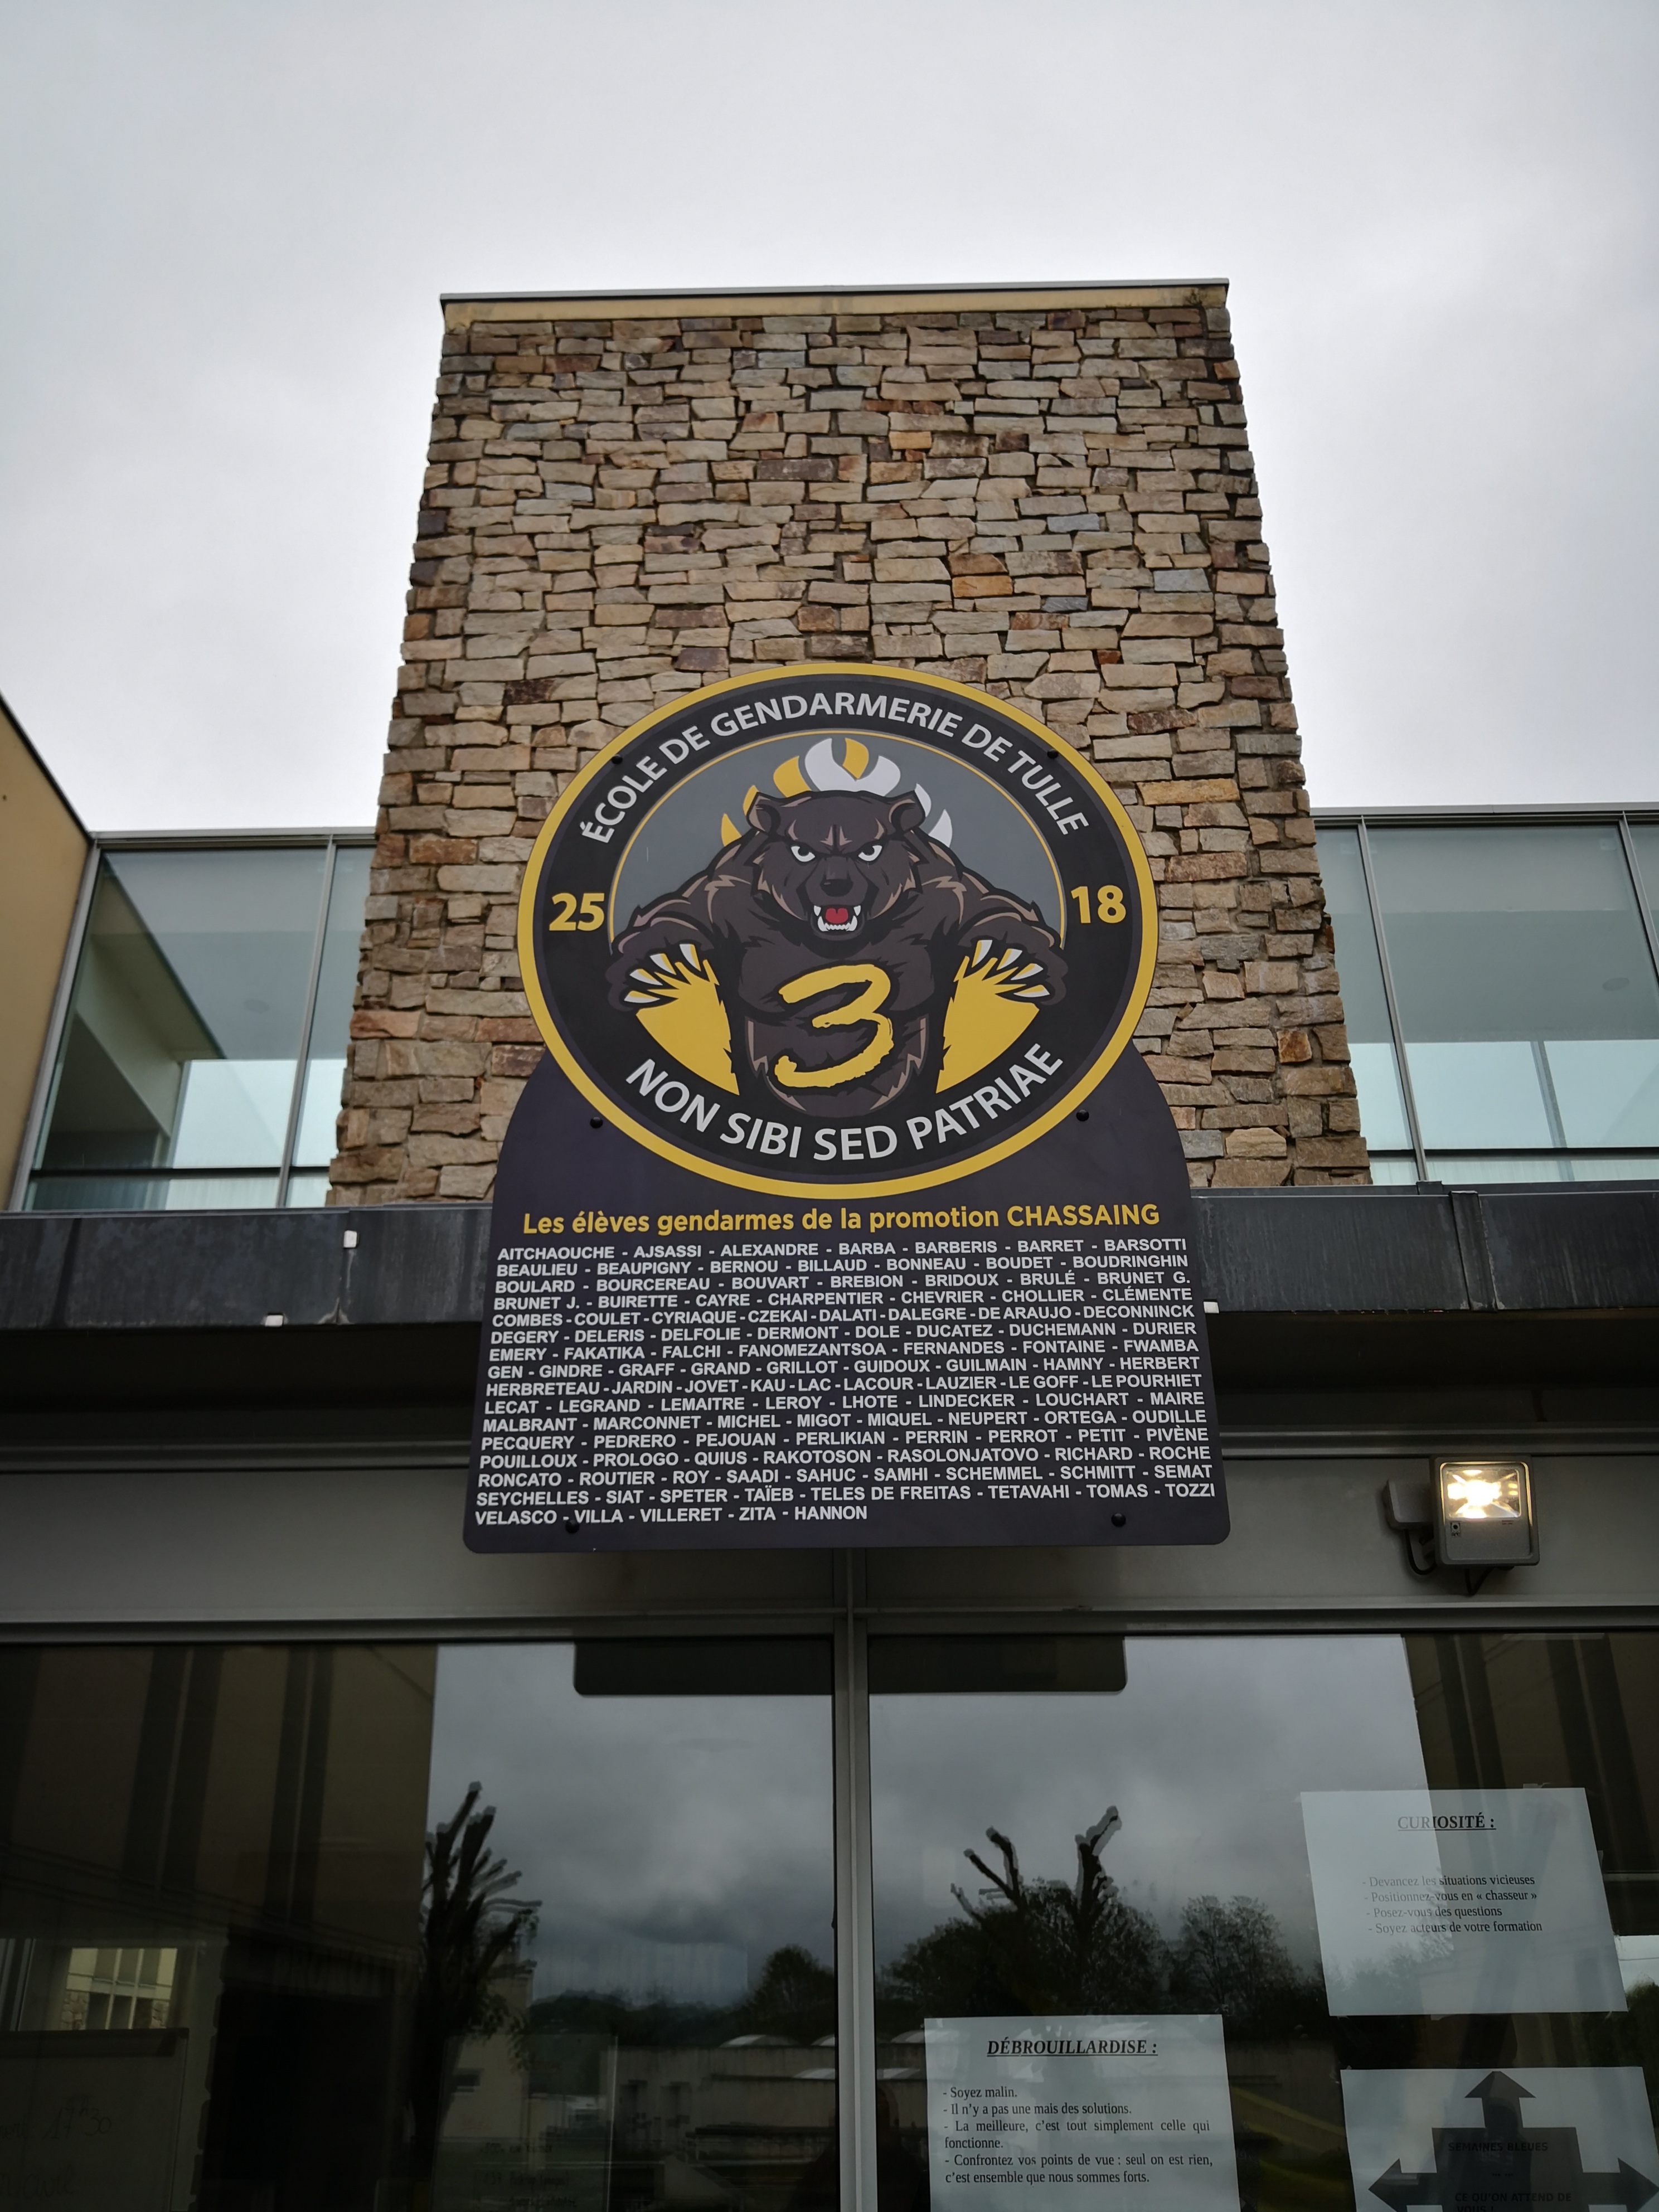 ÉCOLE DE GENDARMERIE DE TULLE
25
18
3
NON SIBI SED PATRIAE
Les élèves gendarmes de la promotion CHASSAING
AITCHAOUCHE - AJSASSI - ALEXANDRE - BARBA - BARBERIS - BARRET - BARSOTTI
BEAULIEU - BEAUPIGNY - BERNOU - BILLAUD - BONNEAU - BOUDET - BOUDRINGHIN
BOULARD - BOURCEREAU - BOUVART - BREBION - BRIDOUX - BRULÉ - BRUNET G.
BRUNET J. - BUIRETTE - CAYRE - CHARPENTIER - CHEVRIER - CHOLLIER - CLÉMENTE
COMBES - COULET - CYRIAQUE - CZEKAI - DALATI - DALEGRE - DE ARAUJO - DECONNINCK
DEGERY - DELERIS - DELFOLIE - DERMONT - DOLE - DUCATEZ - DUCHEMANN - DURIER
EMERY - FAKATIKA - FALCHI - FANOMEZANTSOA - FERNANDES - FONTAINE - FWAMBA
GEN - GINDRE - GRAFF - GRAND - GRILLOT - GUIDOUX - GUILMAIN - HAMNY - HERBERT
HERBRETEAU - JARDIN - JOVET - KAU - LAC - LACOUR - LAUZIER - LE GOFF - LE POURHIET
LECAT - LEGRAND - LEMAITRE - LEROY - LHOTE - LINDECKER - LOUCHART - MAIRE
MALBRANT - MARCONNET - MICHEL - MIGOT - MIQUEL - NEUPERT - ORTEGA - OUDILLE
PECQUERY - PEDRERO - PEJOUAN - PERLIKIAN - PERRIN - PERROT - PETIT - PIVÈNE
POUILLOUX - PROLOGO - QUIUS - RAKOTOSON - RASOLONJATOVO - RICHARD - ROCHE
RONCATO - ROUTIER - ROY - SAADI - SAHUC - SAMHI - SCHEMMEL - SCHMITT - SEMAT
SEYCHELLES - SIAT - SPETER - TAÏEB - TELES DE FREITAS - TETAVAHI - TOMAS - TOZZI
VELASCO - VILLA - VILLERET - ZITA - HANNON
CURIOSITÉ :
- Devancez les situations vicieuses
- Positionnez-vous en « chasseur »
- Posez-vous des questions
- Soyez acteurs de votre formation
DÉBROUILLARDISE :
- Soyez malin.
- Il n'y a pas une mais des solutions.
- La meilleure, c'est tout simplement celle qui
fonctionne.
- Confrontez vos points de vue : seul on est rien,
c'est ensemble que nous sommes forts.
SEMAINES BLEUES
CE QU'ON ATTEND DE
VOUS !
17h30